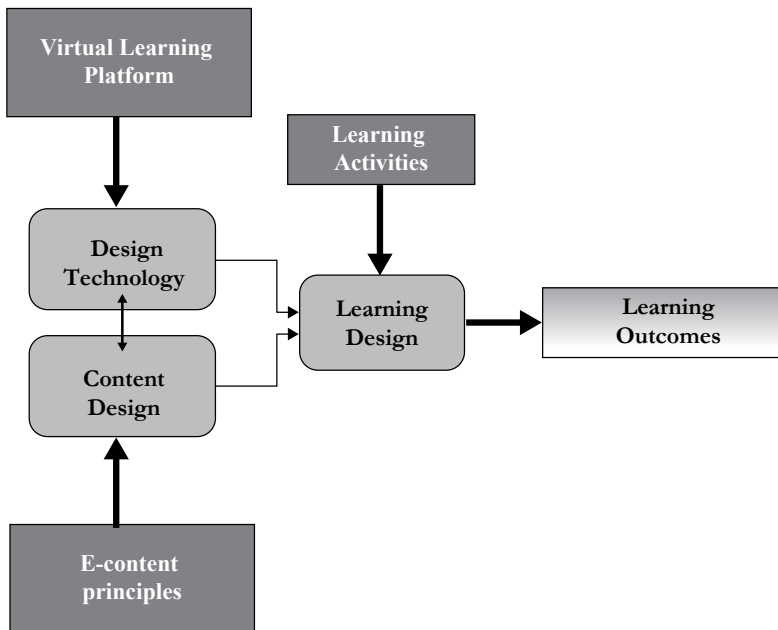 Virtual Learning
Platform
Learning
Activities
Design
Technology
Learning
Design
Learning
Outcomes
Content
Design
E-content
principles